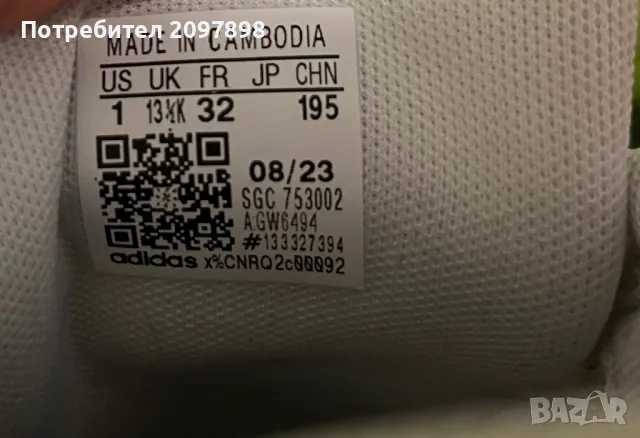 Потребител 2097898
MADE IN CAMBODIA
US UK FR JP CHN
1 13½K 32 195
08/23
SGC 753002
A:GW6494
#133327394
adidas x%CNRQ2c00092
BAZAR